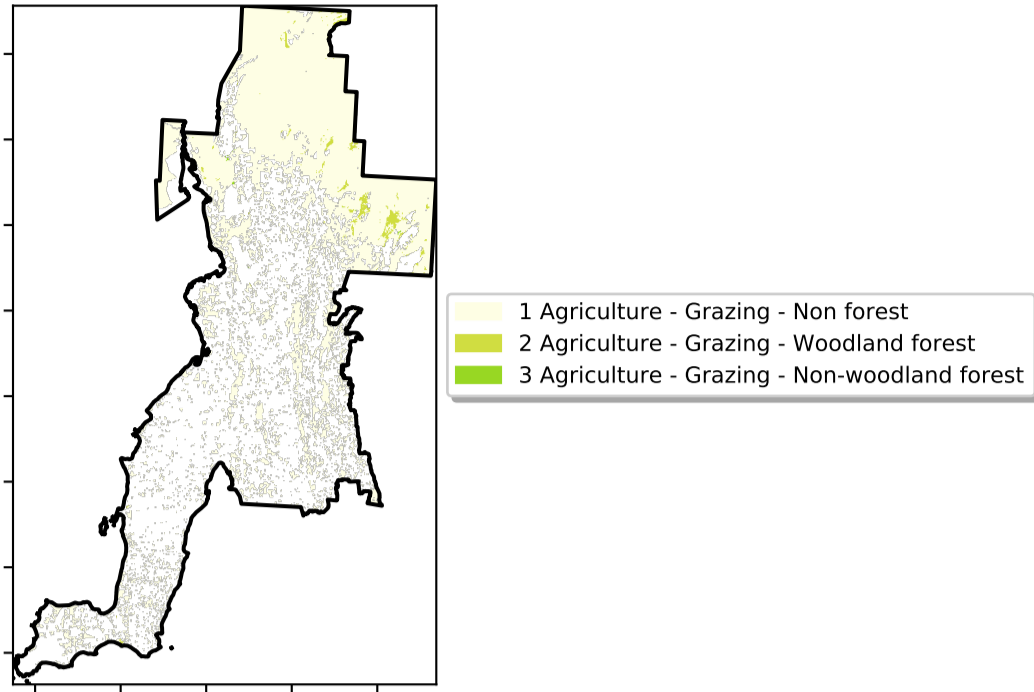 1 Agriculture - Grazing - Non forest
2 Agriculture - Grazing - Woodland forest
3 Agriculture - Grazing - Non-woodland forest